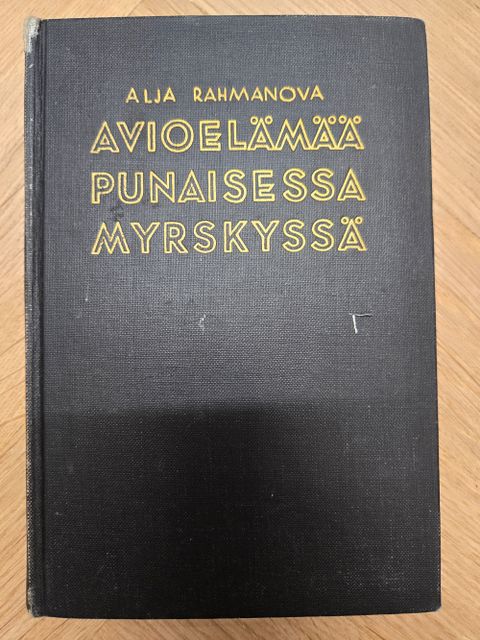 ALJA RAHMANOVA
AVIOELÄMÄÄ
PUNAISESSA
MYRSKYSSÄ